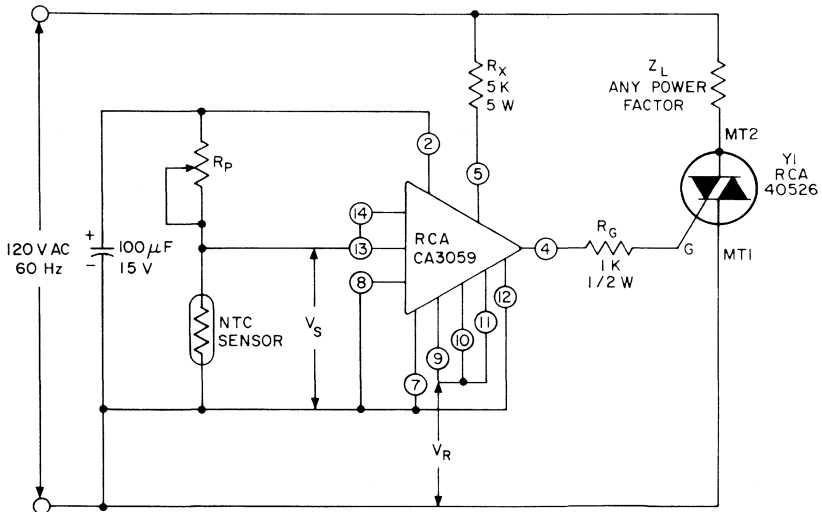 120 V AC
60 Hz
+
−
100 µF
15 V
R_P
NTC
SENSOR
V_S
14
13
8
2
5
RCA
CA3059
4
7
9
10
11
12
V_R
R_X
5 K
5 W
R_G
1 K
1/2 W
G
Z_L
ANY POWER
FACTOR
MT2
Y1
RCA
40526
MT1